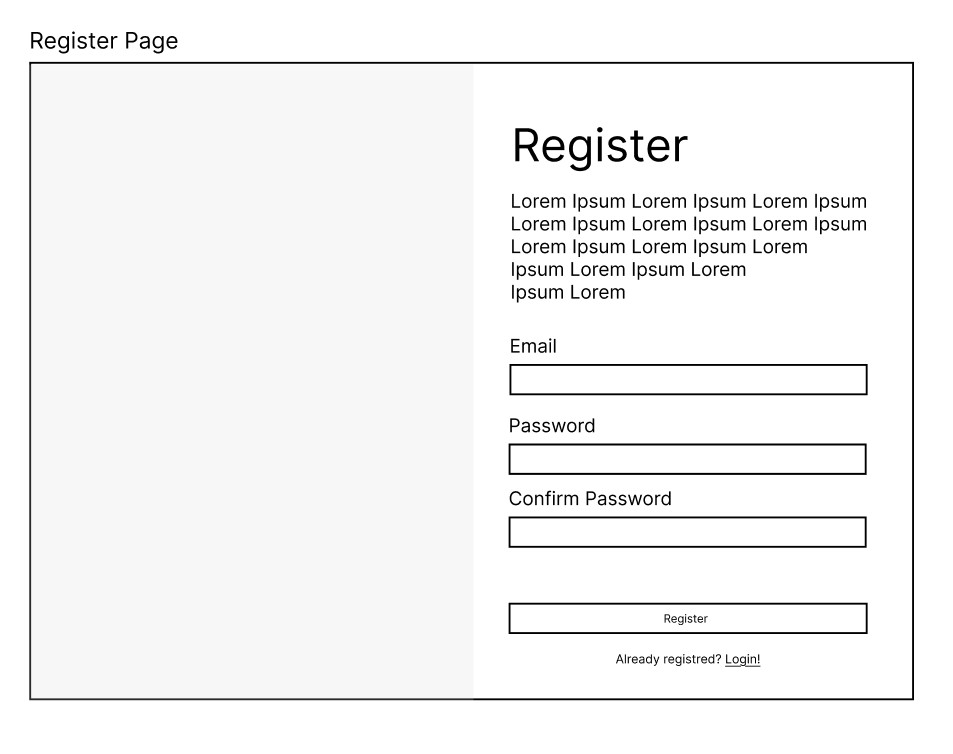 Register Page
Register
Lorem Ipsum Lorem Ipsum Lorem Ipsum
Lorem Ipsum Lorem Ipsum Lorem Ipsum
Lorem Ipsum Lorem Ipsum Lorem
Ipsum Lorem Ipsum Lorem
Ipsum Lorem
Email
Password
Confirm Password
Register
Already registred? Login!